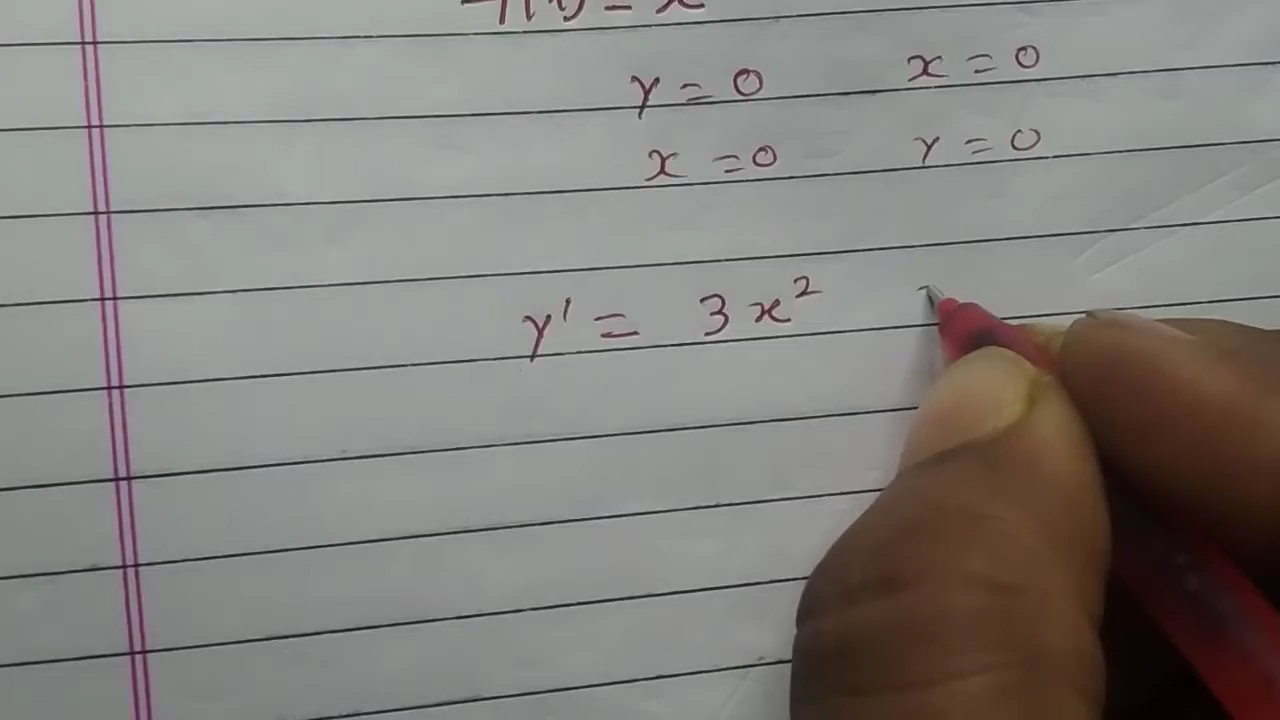 y = 0 x = 0
x = 0 y = 0
y' = 3x²